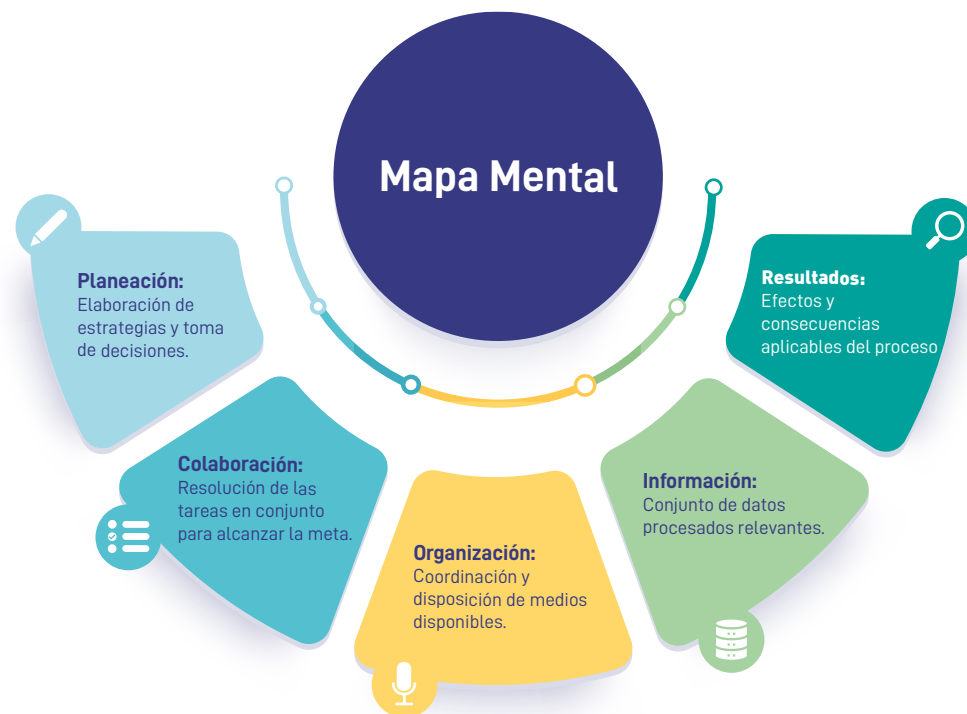 Mapa Mental
Planeación:
Elaboración de
estrategias y toma
de decisiones.
Colaboración:
Resolución de las
tareas en conjunto
para alcanzar la meta.
Organización:
Coordinación y
disposición de medios
disponibles.
Información:
Conjunto de datos
procesados relevantes.
Resultados:
Efectos y
consecuencias
aplicables del proceso